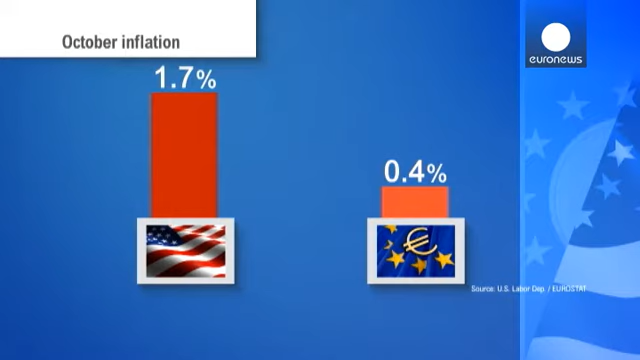 October inflation
euronews
1.7%
0.4%
Source: U.S. Labor Dep. / EUROSTAT